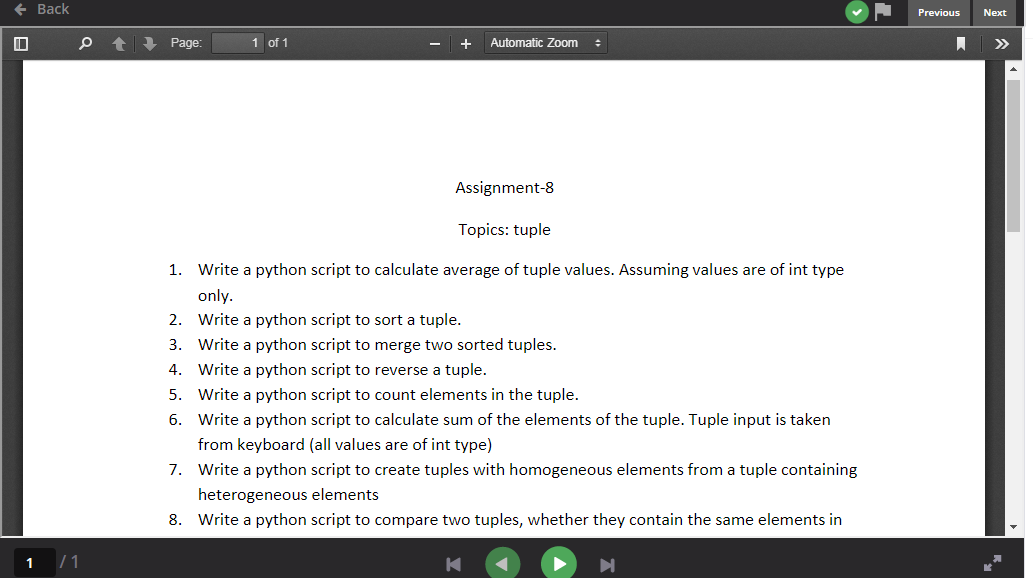 Back
Previous
Next
Page: 1 of 1
Automatic Zoom
Assignment-8
Topics: tuple
1. Write a python script to calculate average of tuple values. Assuming values are of int type
only.
2. Write a python script to sort a tuple.
3. Write a python script to merge two sorted tuples.
4. Write a python script to reverse a tuple.
5. Write a python script to count elements in the tuple.
6. Write a python script to calculate sum of the elements of the tuple. Tuple input is taken
from keyboard (all values are of int type)
7. Write a python script to create tuples with homogeneous elements from a tuple containing
heterogeneous elements
8. Write a python script to compare two tuples, whether they contain the same elements in
1 / 1